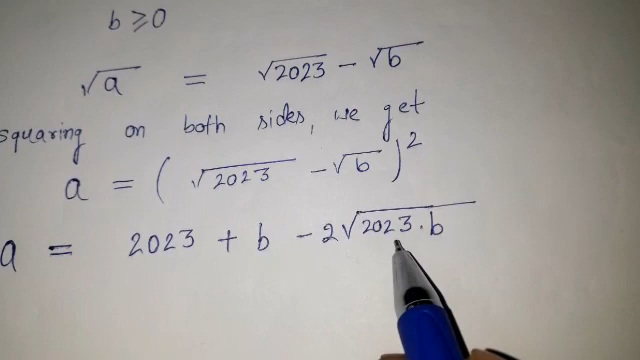 b ≥ 0
√a = √2023 - √b
squaring on both sides, we get
a = (√2023 - √b)²
a = 2023 + b - 2√2023·b